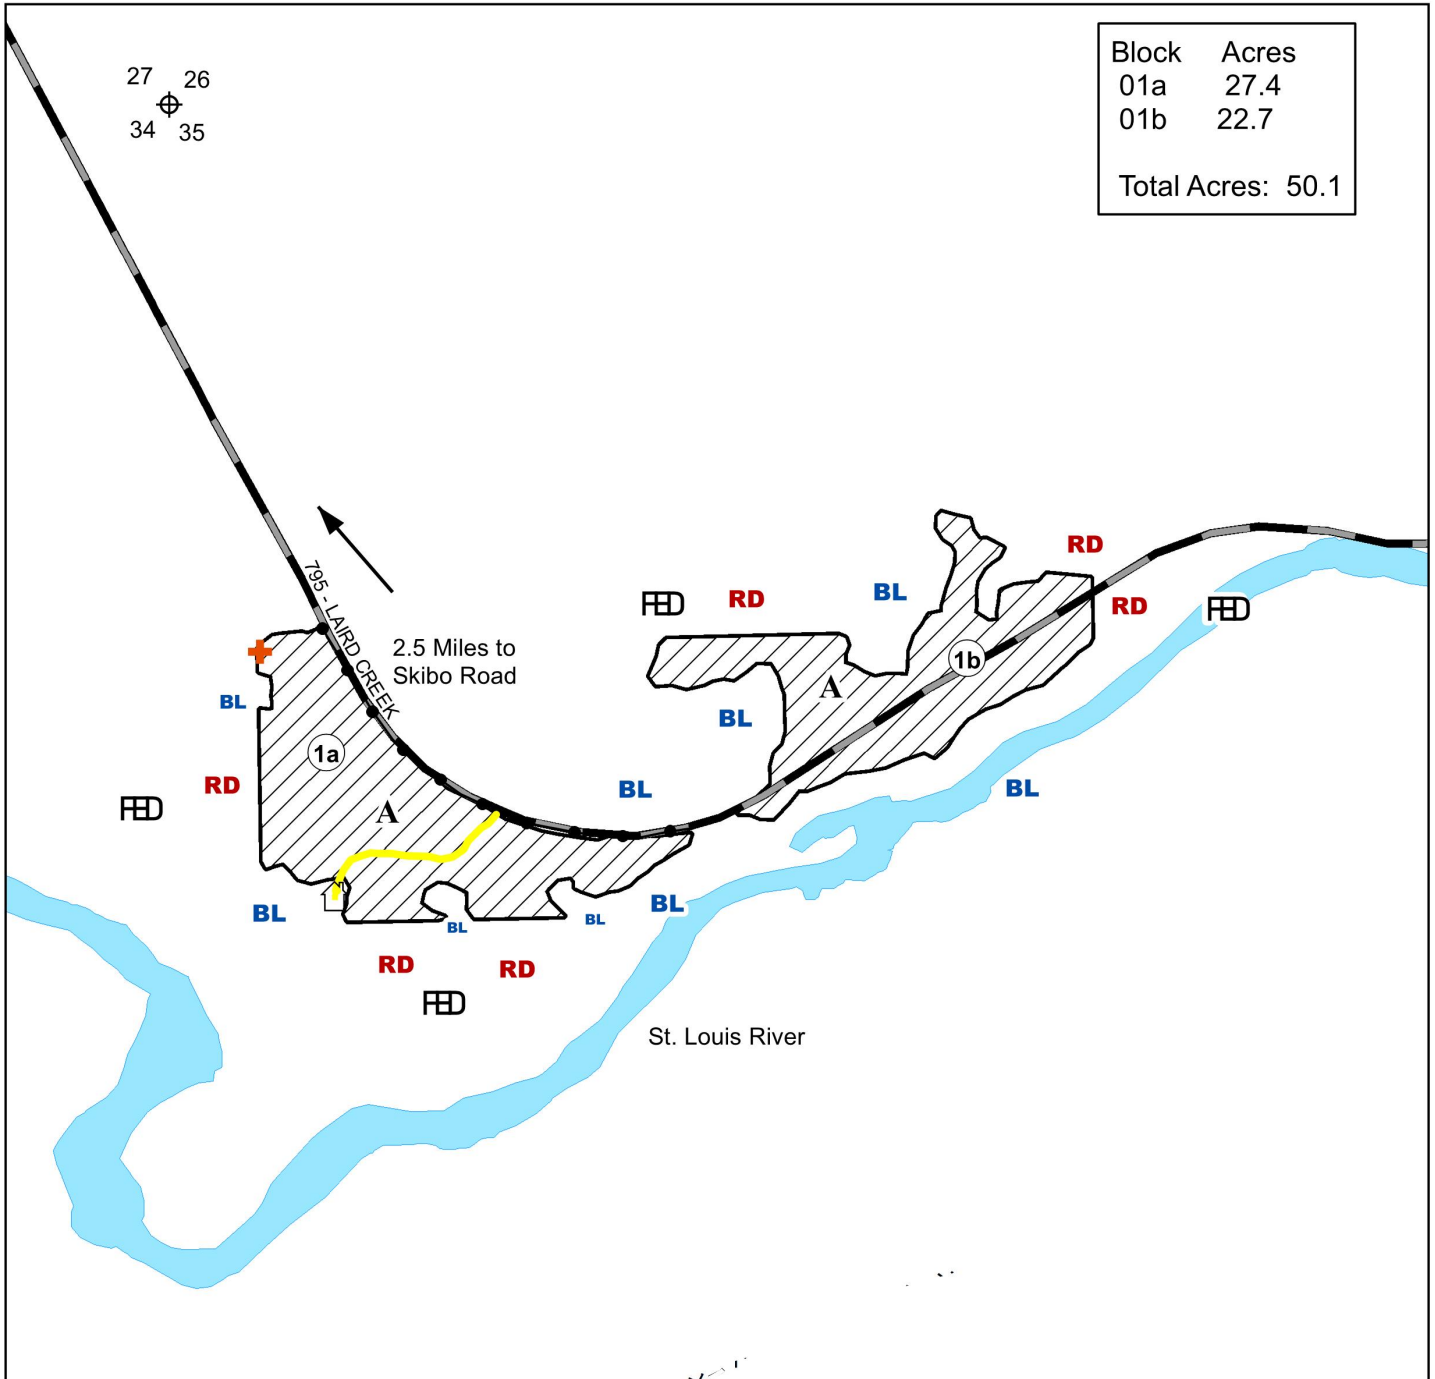 Block Acres
01a 27.4
01b 22.7
Total Acres: 50.1
27 26
34 35
795 - LAIRD CREEK
2.5 Miles to
Skibo Road
RD
BL
RD
FED
RD
FED
1b
A
BL
BL
1a
RD
BL
BL
A
FED
BL
BL
BL
BL
RD
RD
FED
St. Louis River